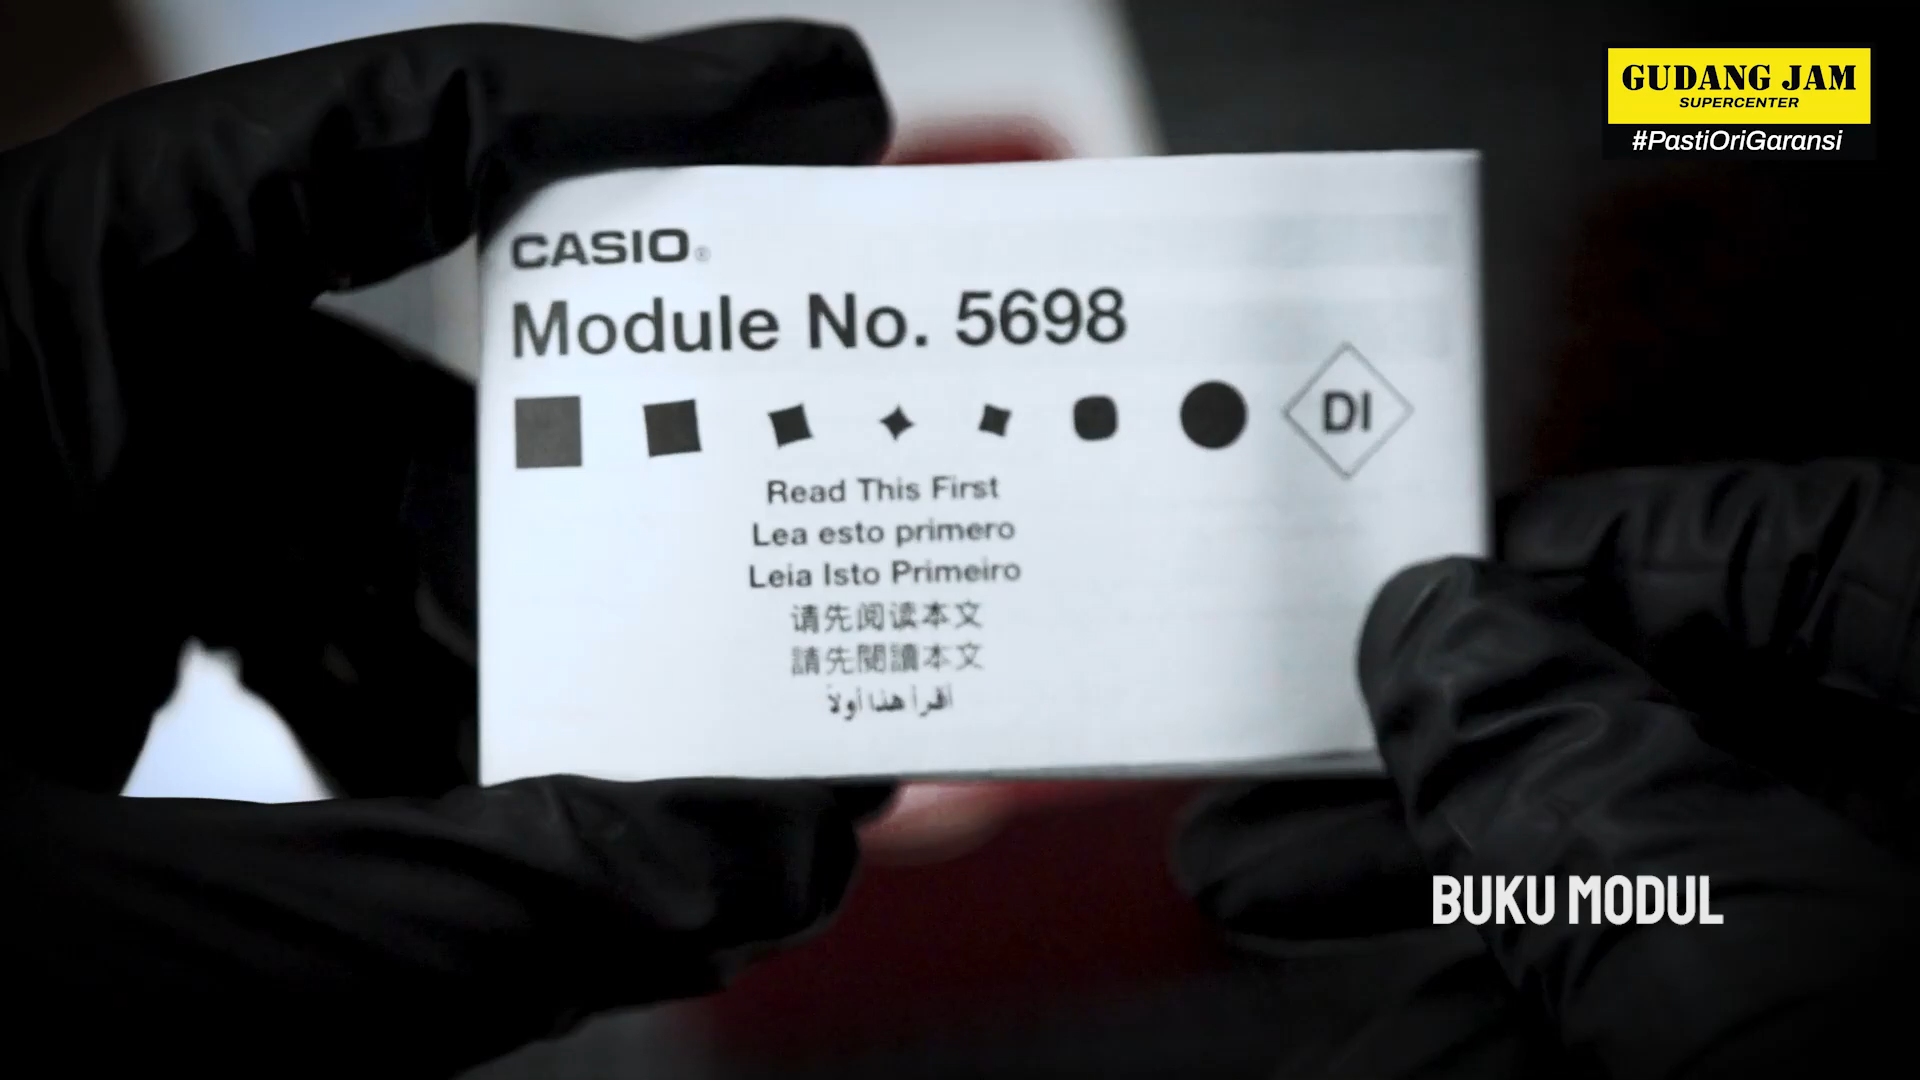 GUDANG JAM
SUPERCENTER
#PastiOriGaransi
CASIO®
Module No. 5698
DI
Read This First
Lea esto primero
Leia Isto Primeiro
请先阅读本文
請先閱讀本文
اقرأ هذا أولاً
BUKU MODUL